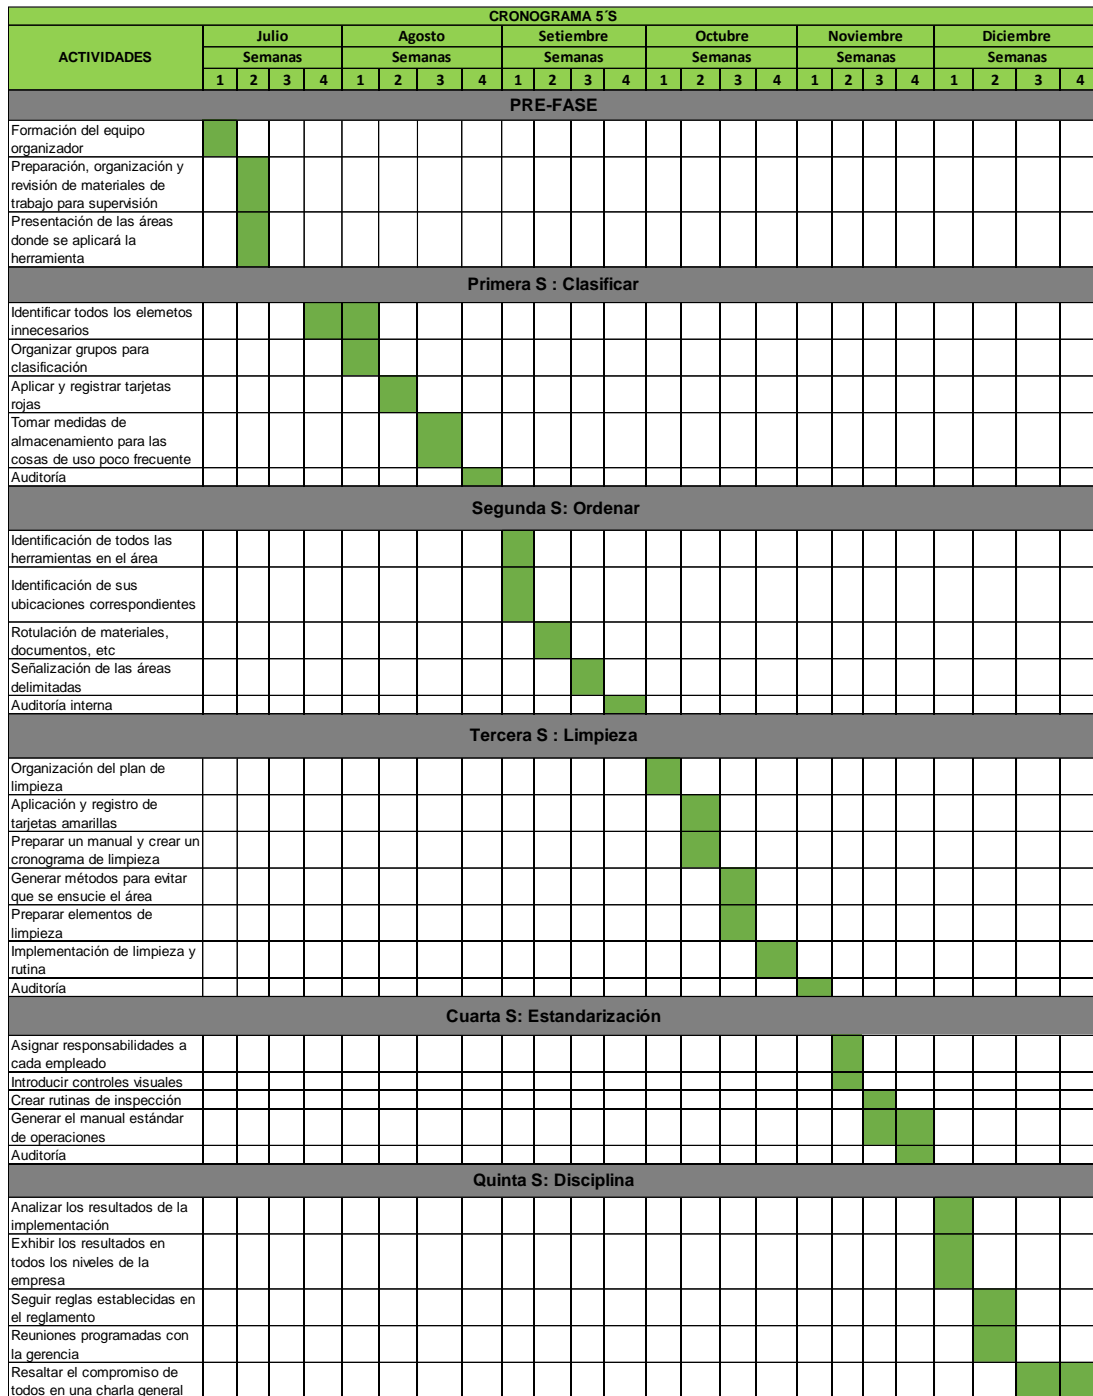 CRONOGRAMA 5´S
ACTIVIDADES
Julio Agosto Setiembre Octubre Noviembre Diciembre
Semanas Semanas Semanas Semanas Semanas Semanas
1 2 3 4 1 2 3 4 1 2 3 4 1 2 3 4 1 2 3 4 1 2 3 4
PRE-FASE
Formación del equipo
organizador
Preparación, organización y
revisión de materiales de
trabajo para supervisión
Presentación de las áreas
donde se aplicará la
herramienta
Primera S : Clasificar
Identificar todos los elemetos
innecesarios
Organizar grupos para
clasificación
Aplicar y registrar tarjetas
rojas
Tomar medidas de
almacenamiento para las
cosas de uso poco frecuente
Auditoría
Segunda S: Ordenar
Identificación de todos las
herramientas en el área
Identificación de sus
ubicaciones correspondientes
Rotulación de materiales,
documentos, etc
Señalización de las áreas
delimitadas
Auditoría interna
Tercera S : Limpieza
Organización del plan de
limpieza
Aplicación y registro de
tarjetas amarillas
Preparar un manual y crear un
cronograma de limpieza
Generar métodos para evitar
que se ensucie el área
Preparar elementos de
limpieza
Implementación de limpieza y
rutina
Auditoría
Cuarta S: Estandarización
Asignar responsabilidades a
cada empleado
Introducir controles visuales
Crear rutinas de inspección
Generar el manual estándar
de operaciones
Auditoría
Quinta S: Disciplina
Analizar los resultados de la
implementación
Exhibir los resultados en
todos los niveles de la
empresa
Seguir reglas establecidas en
el reglamento
Reuniones programadas con
la gerencia
Resaltar el compromiso de
todos en una charla general